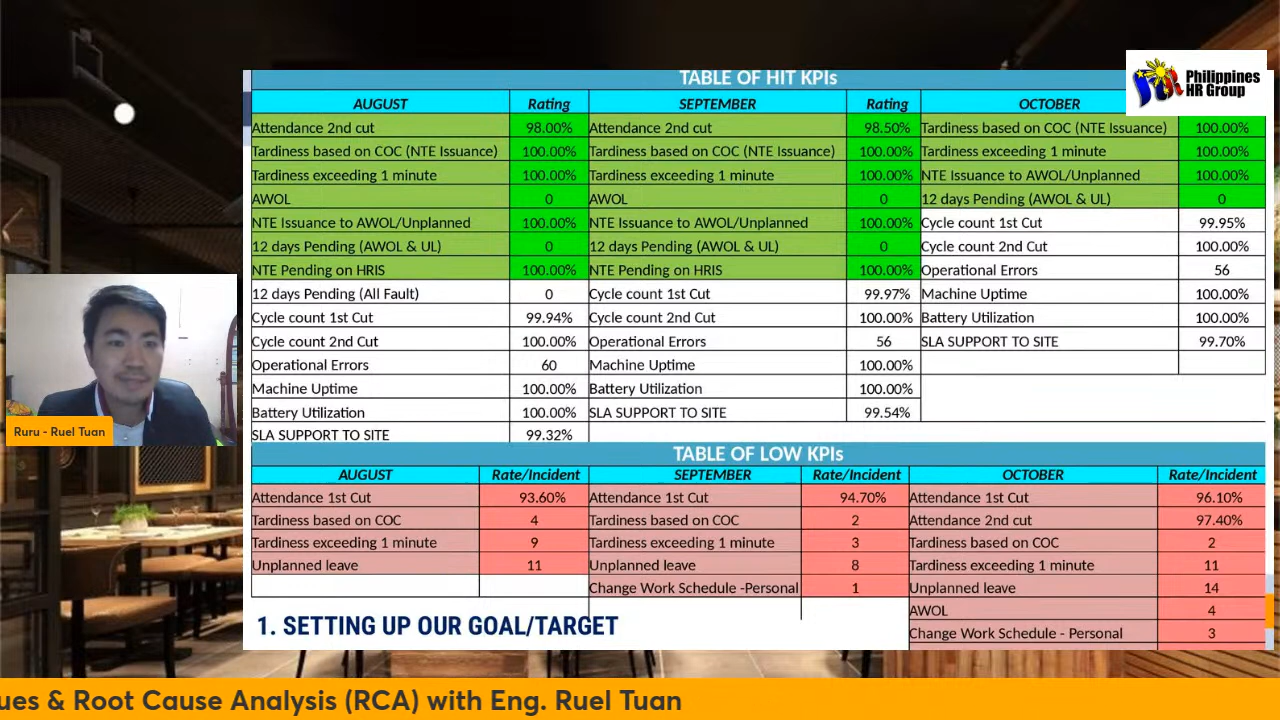 Philippines
HR Group
TABLE OF HIT KPIs
AUGUST Rating SEPTEMBER Rating OCTOBER
Attendance 2nd cut 98.00% Attendance 2nd cut 98.50% Tardiness based on COC (NTE Issuance) 100.00%
Tardiness based on COC (NTE Issuance) 100.00% Tardiness based on COC (NTE Issuance) 100.00% Tardiness exceeding 1 minute 100.00%
Tardiness exceeding 1 minute 100.00% Tardiness exceeding 1 minute 100.00% NTE Issuance to AWOL/Unplanned 100.00%
AWOL 0 AWOL 0 12 days Pending (AWOL & UL) 0
NTE Issuance to AWOL/Unplanned 100.00% NTE Issuance to AWOL/Unplanned 100.00% Cycle count 1st Cut 99.95%
12 days Pending (AWOL & UL) 0 12 days Pending (AWOL & UL) 0 Cycle count 2nd Cut 100.00%
NTE Pending on HRIS 100.00% NTE Pending on HRIS 100.00% Operational Errors 56
12 days Pending (All Fault) 0 Cycle count 1st Cut 99.97% Machine Uptime 100.00%
Cycle count 1st Cut 99.94% Cycle count 2nd Cut 100.00% Battery Utilization 100.00%
Cycle count 2nd Cut 100.00% Operational Errors 56 SLA SUPPORT TO SITE 99.70%
Operational Errors 60 Machine Uptime 100.00%
Machine Uptime 100.00% Battery Utilization 100.00%
Battery Utilization 100.00% SLA SUPPORT TO SITE 99.54%
SLA SUPPORT TO SITE 99.32%
TABLE OF LOW KPIs
AUGUST Rate/Incident SEPTEMBER Rate/Incident OCTOBER Rate/Incident
Attendance 1st Cut 93.60% Attendance 1st Cut 94.70% Attendance 1st Cut 96.10%
Tardiness based on COC 4 Tardiness based on COC 2 Attendance 2nd cut 97.40%
Tardiness exceeding 1 minute 9 Tardiness exceeding 1 minute 3 Tardiness based on COC 2
Unplanned leave 11 Unplanned leave 8 Tardiness exceeding 1 minute 11
Change Work Schedule -Personal 1 Unplanned leave 14
AWOL 4
Change Work Schedule - Personal 3
1. SETTING UP OUR GOAL/TARGET
Ruru - Ruel Tuan
ues & Root Cause Analysis (RCA) with Eng. Ruel Tuan